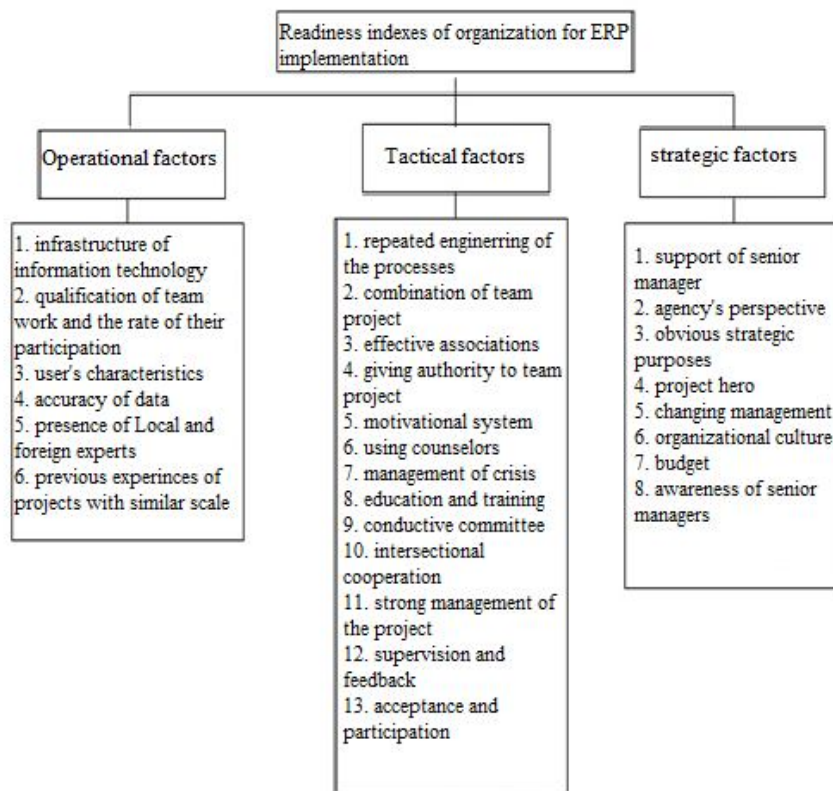 Readiness indexes of organization for ERP
implementation
Operational factors
1. infrastructure of
information technology
2. qualification of team
work and the rate of their
participation
3. user's characteristics
4. accuracy of data
5. presence of Local and
foreign experts
6. previous experinces of
projects with similar scale
Tactical factors
1. repeated enginerring of
the processes
2. combination of team
project
3. effective associations
4. giving authority to team
project
5. motivational system
6. using counselors
7. management of crisis
8. education and training
9. conductive committee
10. intersectional
cooperation
11. strong management of
the project
12. supervision and
feedback
13. acceptance and
participation
strategic factors
1. support of senior
manager
2. agency's perspective
3. obvious strategic
purposes
4. project hero
5. changing management
6. organizational culture
7. budget
8. awareness of senior
managers